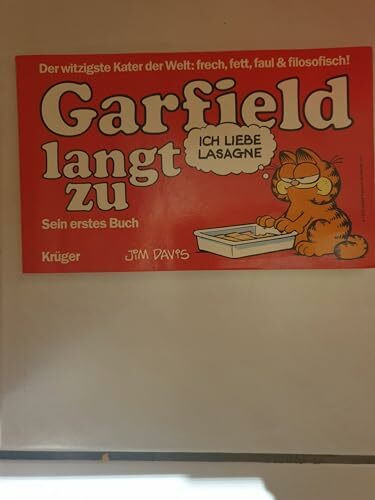 Der witzigste Kater der Welt: frech, fett, faul & filosofisch!
Garfield
langt
zu
ICH LIEBE
LASAGNE
Sein erstes Buch
Krüger
JIM DAVIS